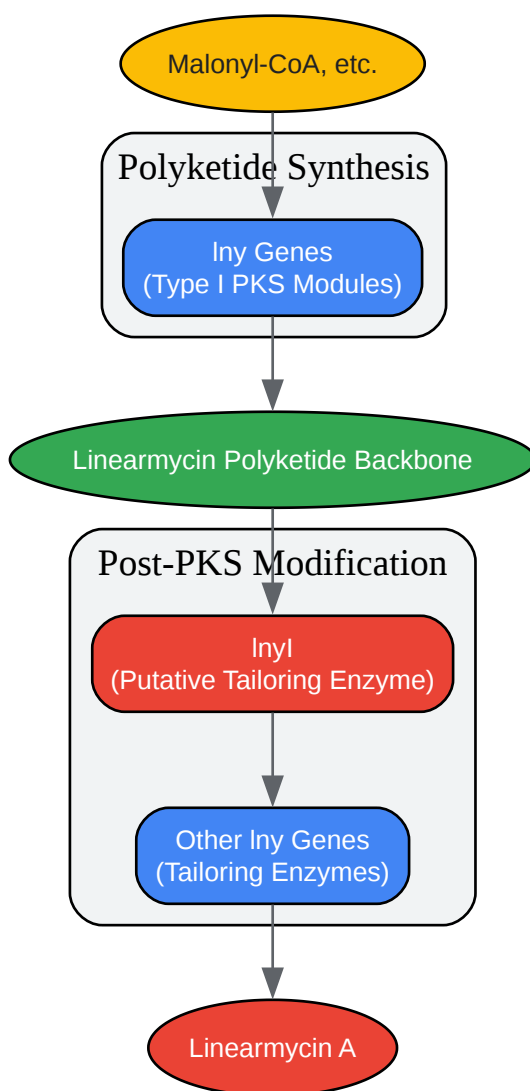 Malonyl-CoA, etc.
Polyketide Synthesis
lny Genes
(Type I PKS Modules)
Linearmycin Polyketide Backbone
Post-PKS Modification
lnyI
(Putative Tailoring Enzyme)
Other lny Genes
(Tailoring Enzymes)
Linearmycin A